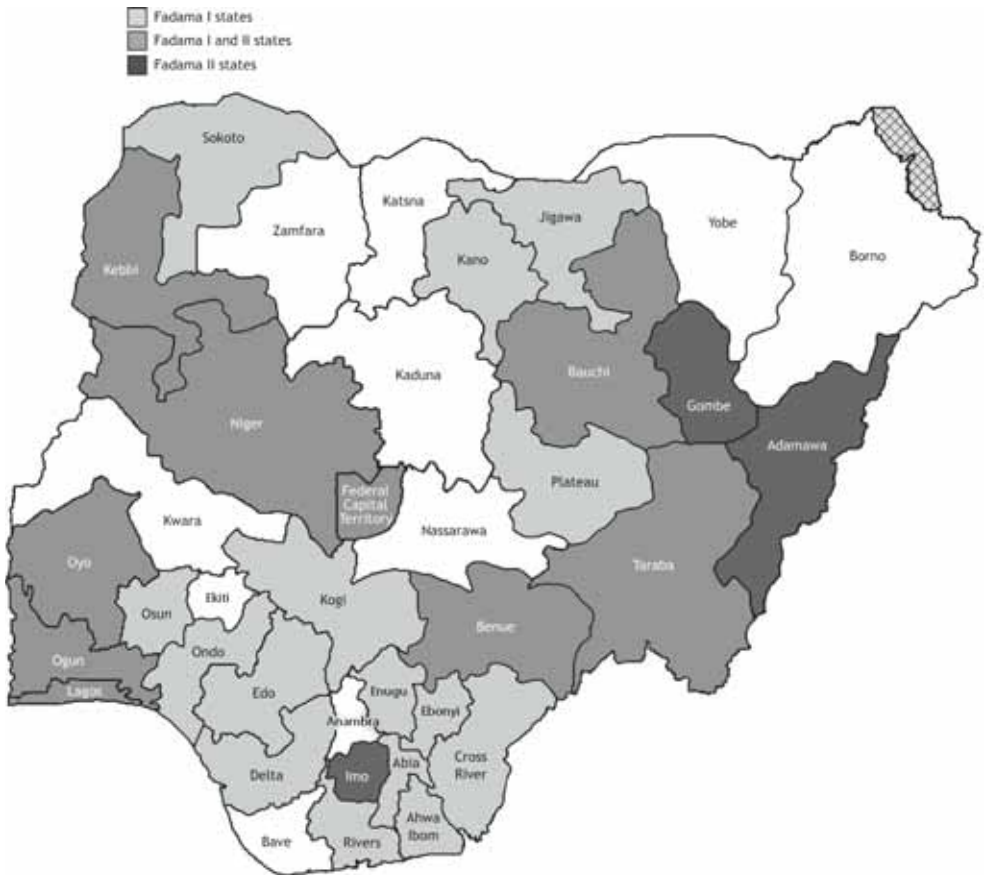 Fadama I states
Fadama I and II states
Fadama II states
Sokoto
Katsna
Jigawa
Yobe
Zamfara
Kano
Borno
Kebbi
Kaduna
Bauchi
Gombe
Niger
Adamawa
Federal
Capital
Territory
Plateau
Kwara
Nassarawa
Oyo
Taraba
Ekiti
Kogi
Osun
Benue
Ondo
Ogun
Lagos
Edo
Enugu
Ebonyi
Anambra
Delta
Imo
Abia
Cross
River
Ahwa
Ibom
Bave
Rivers